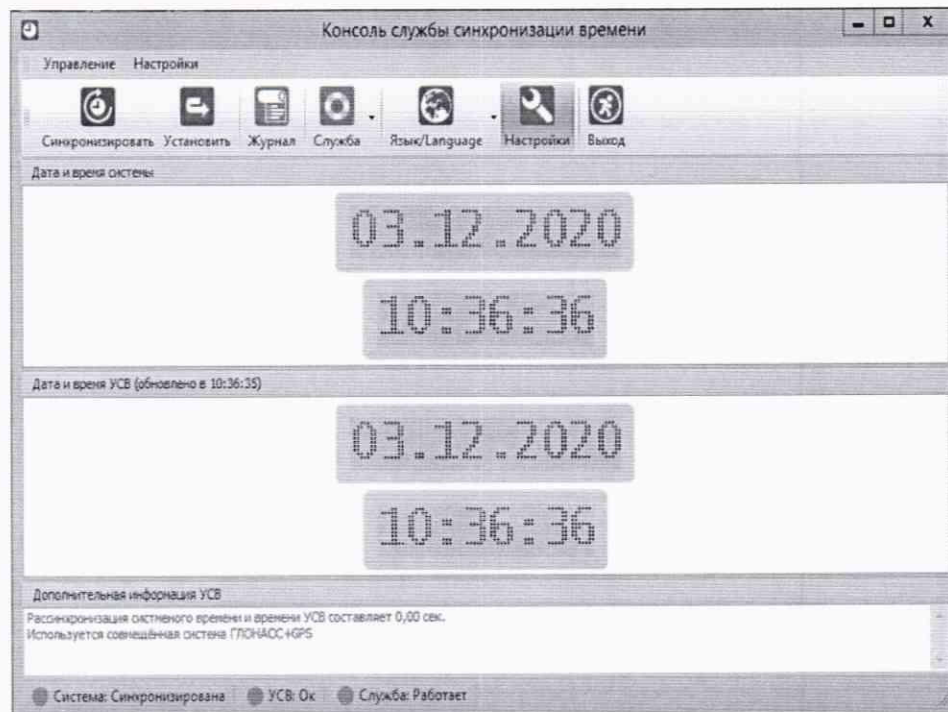 Консоль службы синхронизации времени
Управление Настройки
Синхронизировать Установить Журнал Служба Язык/Language Настройки Выход
Дата и время системы
03.12.2020
10:36:36
Дата и время УСВ (обновлено в 10:36:35)
03.12.2020
10:36:36
Дополнительная информация УСВ
Рассинхронизация системного времени и времени УСВ составляет 0,00 сек.
Используется совмещённая система ГЛОНАСС+GPS
Система: Синхронизирована УСВ: Ок Служба: Работает